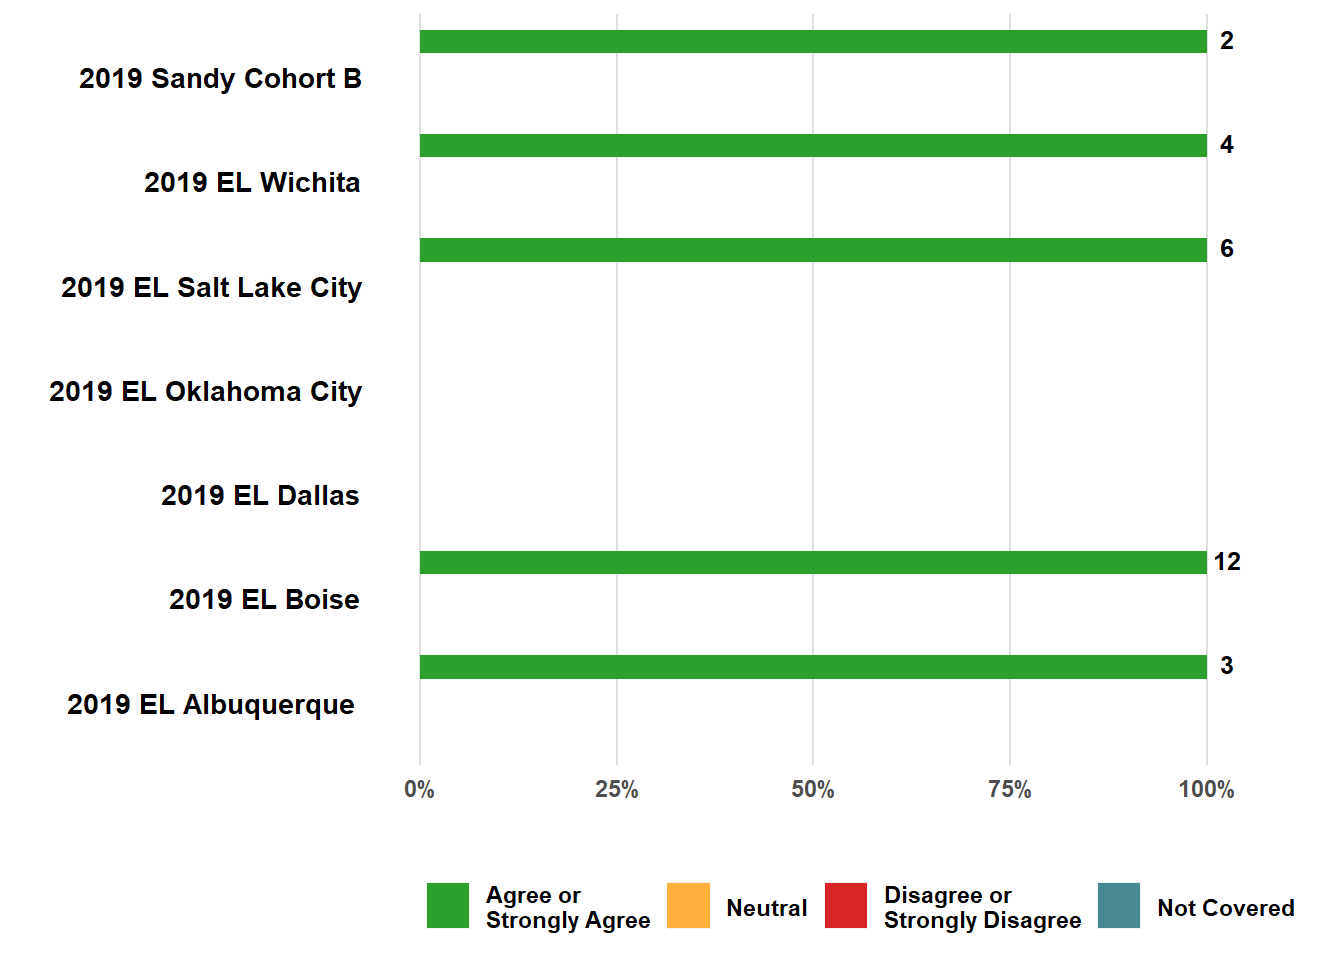 2
2019 Sandy Cohort B
4
2019 EL Wichita
6
2019 EL Salt Lake City
2019 EL Oklahoma City
2019 EL Dallas
12
2019 EL Boise
3
2019 EL Albuquerque
0% 25% 50% 75% 100%
Agree or
Strongly Agree
Neutral
Disagree or
Strongly Disagree
Not Covered